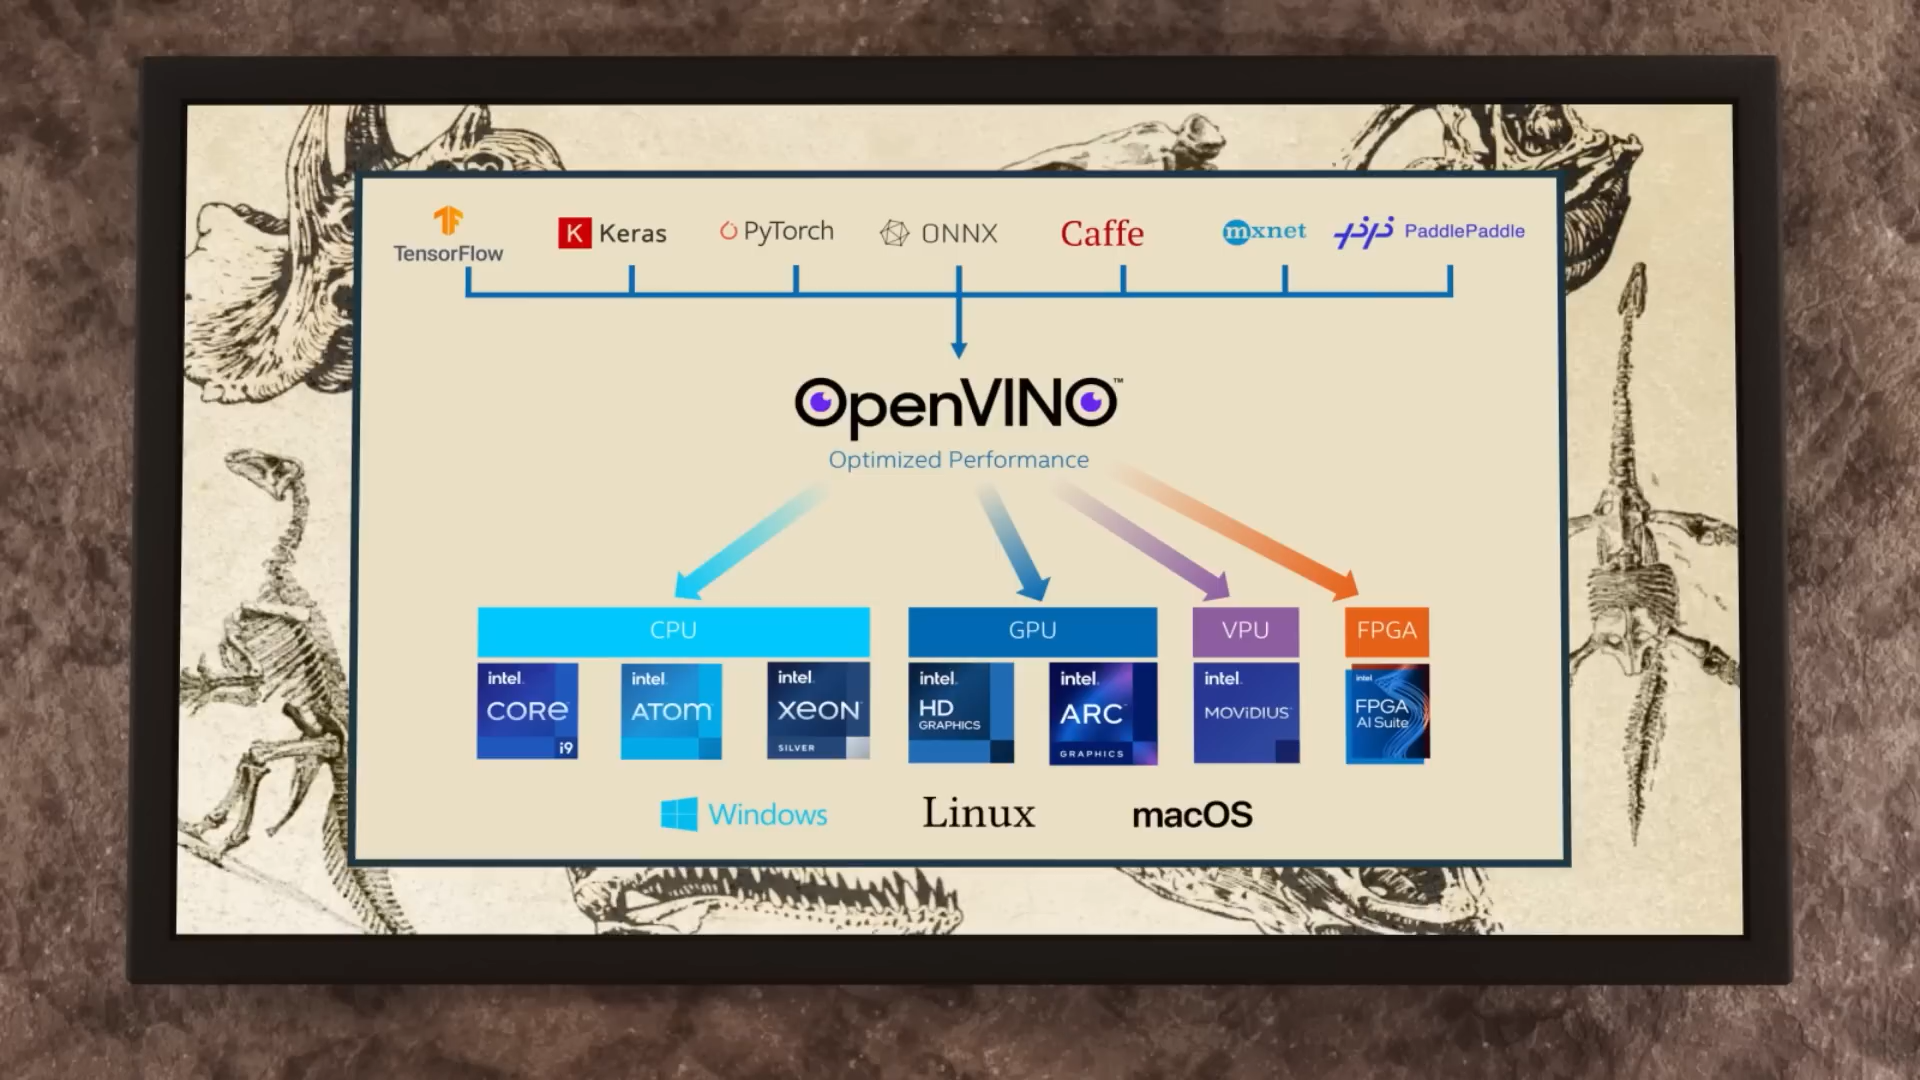 TensorFlow
K Keras
PyTorch
ONNX
Caffe
mxnet
PaddlePaddle
OpenVINO™
Optimized Performance
CPU
GPU
VPU
FPGA
intel.
CORE
i9
intel.
ATOM
intel.
XEON
SILVER
intel.
HD
GRAPHICS
intel.
ARC
GRAPHICS
intel.
MOVIDIUS
intel
FPGA
AI Suite
Windows
Linux
macOS